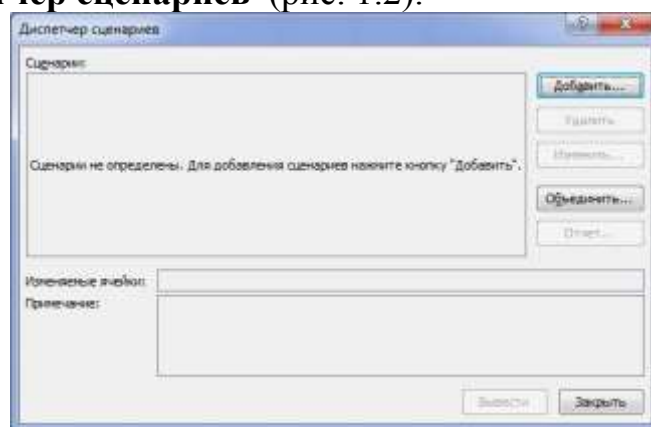 чер сценариев (рис. 1.2).
Диспетчер сценариев
Сценарии:
Добавить...
Удалить
Изменить...
Сценарии не определены. Для добавления сценариев нажмите кнопку "Добавить".
Объединить...
Отчет...
Изменяемые ячейки:
Примечание:
Вывести
Закрыть